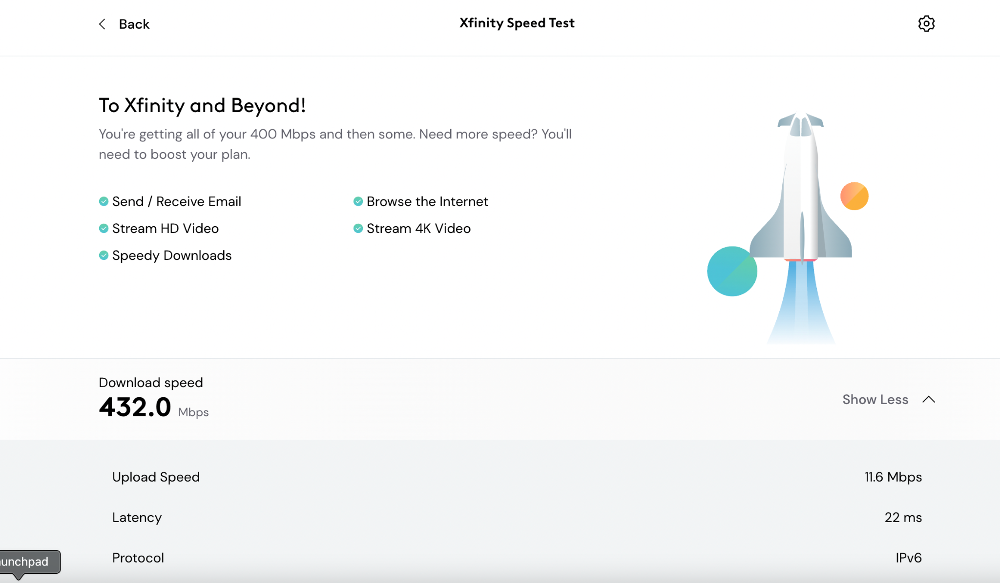 Back
Xfinity Speed Test
To Xfinity and Beyond!
You're getting all of your 400 Mbps and then some. Need more speed? You'll
need to boost your plan.
Send / Receive Email
Browse the Internet
Stream HD Video
Stream 4K Video
Speedy Downloads
Download speed
432.0 Mbps
Show Less
Upload Speed
11.6 Mbps
Latency
22 ms
Protocol
IPv6